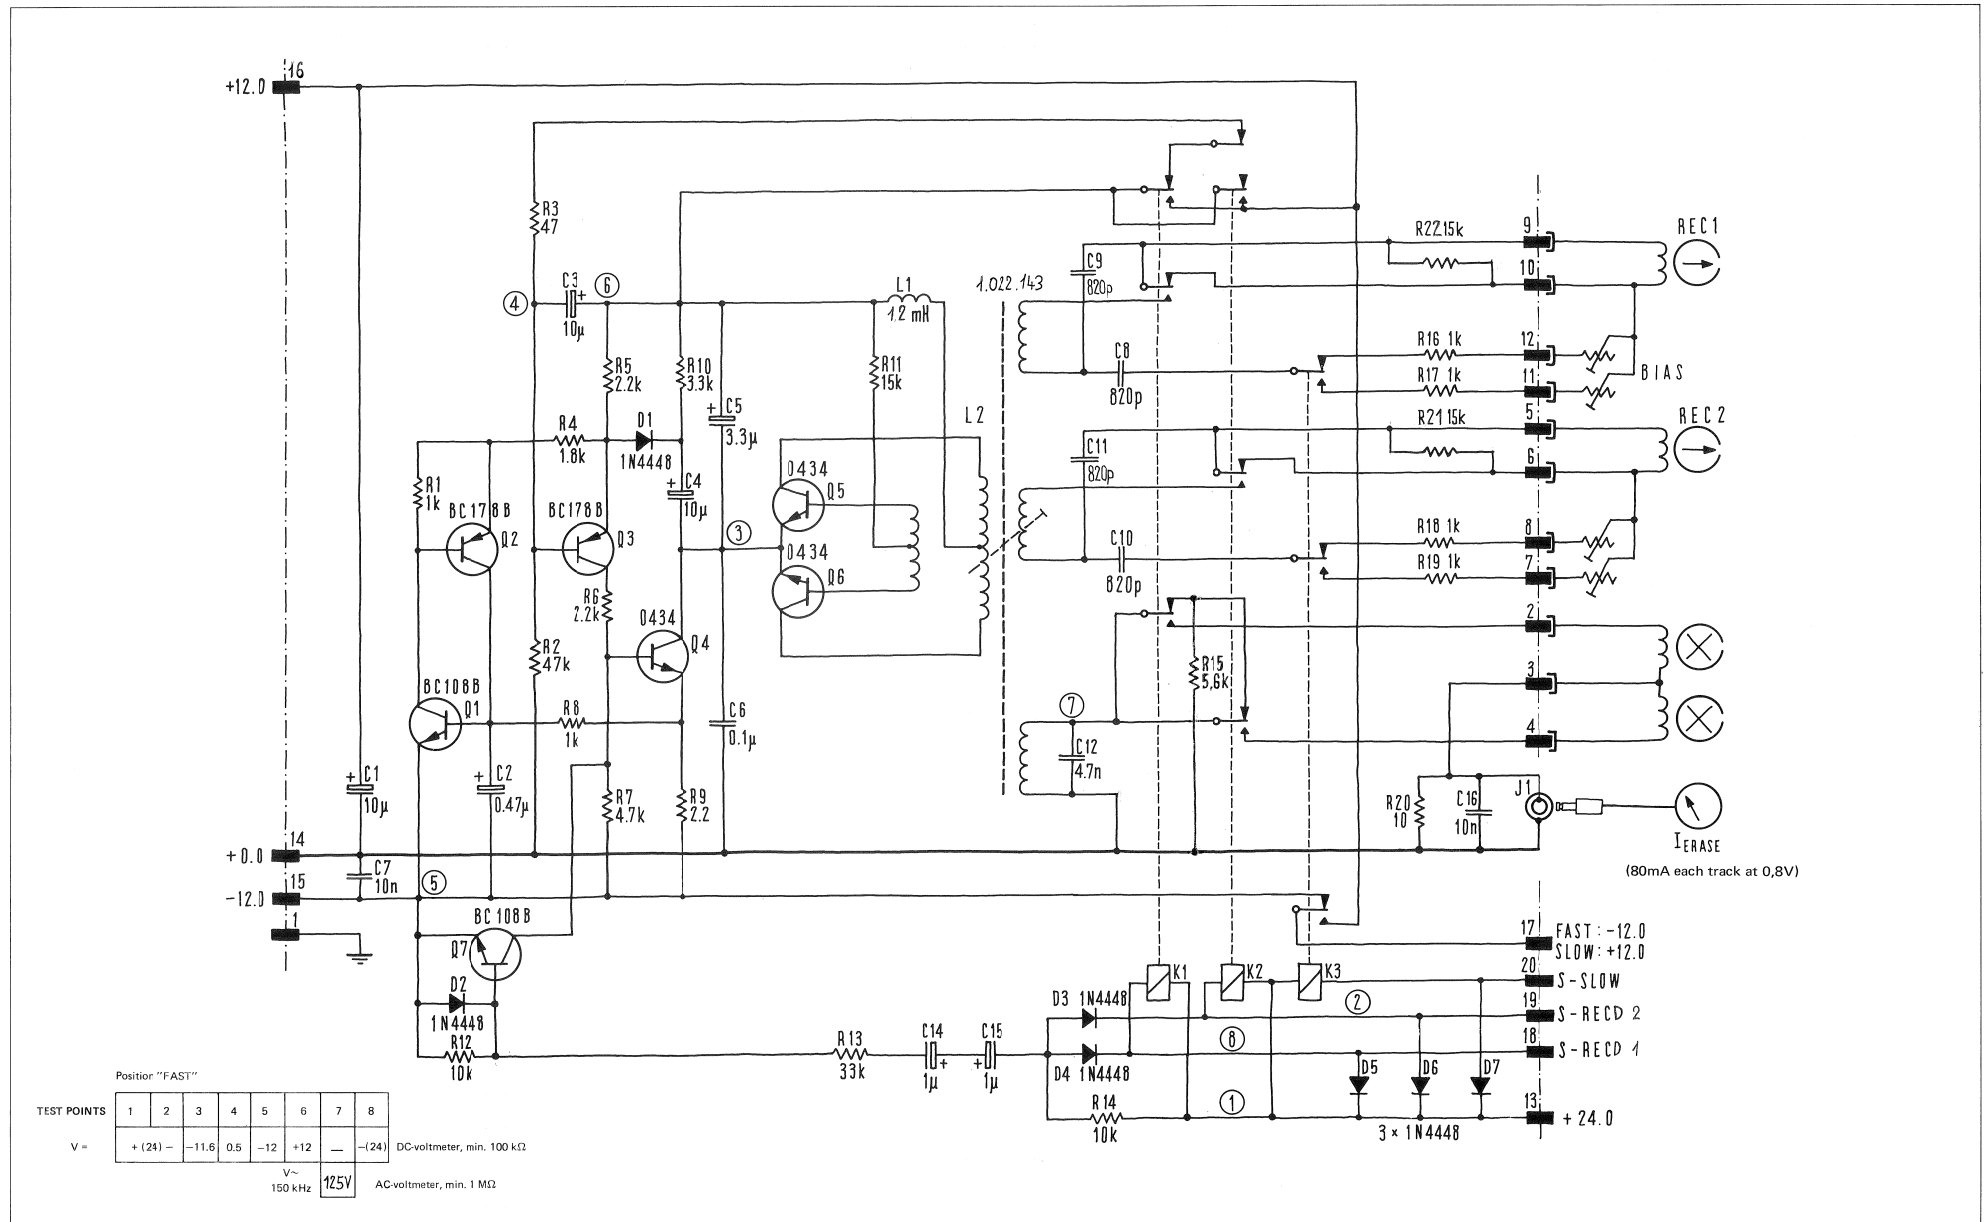 16
+12.0
R3
47
R22 15k
9
REC1
10
1.022.143
C9
820p
C3
+
10µ
6
4
L1
1,2 mH
R5
2.2k
R10
3.3k
R11
15k
C8
820p
R16 1k
12
R17 1k
11
BIAS
+
C5
3.3µ
L2
R21 15k
5
REC2
6
R4
1.8k
D1
1N4448
C11
820p
R1
1k
+
C4
10µ
0434
Q5
BC178B
Q2
BC178B
Q3
3
0434
Q6
C10
820p
R18 1k
8
R19 1k
7
R6
2.2k
0434
Q4
2
R2
47k
R15
5,6k
3
BC108B
Q1
R8
1k
C6
0.1µ
7
C12
4.7n
4
+
C1
10µ
+
C2
0.47µ
R7
4.7k
R9
2.2
R20
10
C16
10n
J1
IERASE
(80mA each track at 0,8V)
14
+0.0
C7
10n
15
-12.0
5
1
BC108B
Q7
17
FAST: -12.0
SLOW: +12.0
D2
1N4448
K1
K2
K3
20
S-SLOW
D3 1N4448
2
19
S-RECD 2
R12
10k
R13
33k
C14
+
1µ
C15
+
1µ
8
18
S-RECD 1
D4 1N4448
D5
D6
D7
R14
10k
1
13
+24.0
3 × 1N4448
Position "FAST"
TEST POINTS 1 2 3 4 5 6 7 8
V = + (24) − −11.6 0.5 −12 +12 — −(24) DC-voltmeter, min. 100 kΩ
V~
150 kHz 125V AC-voltmeter, min. 1 MΩ